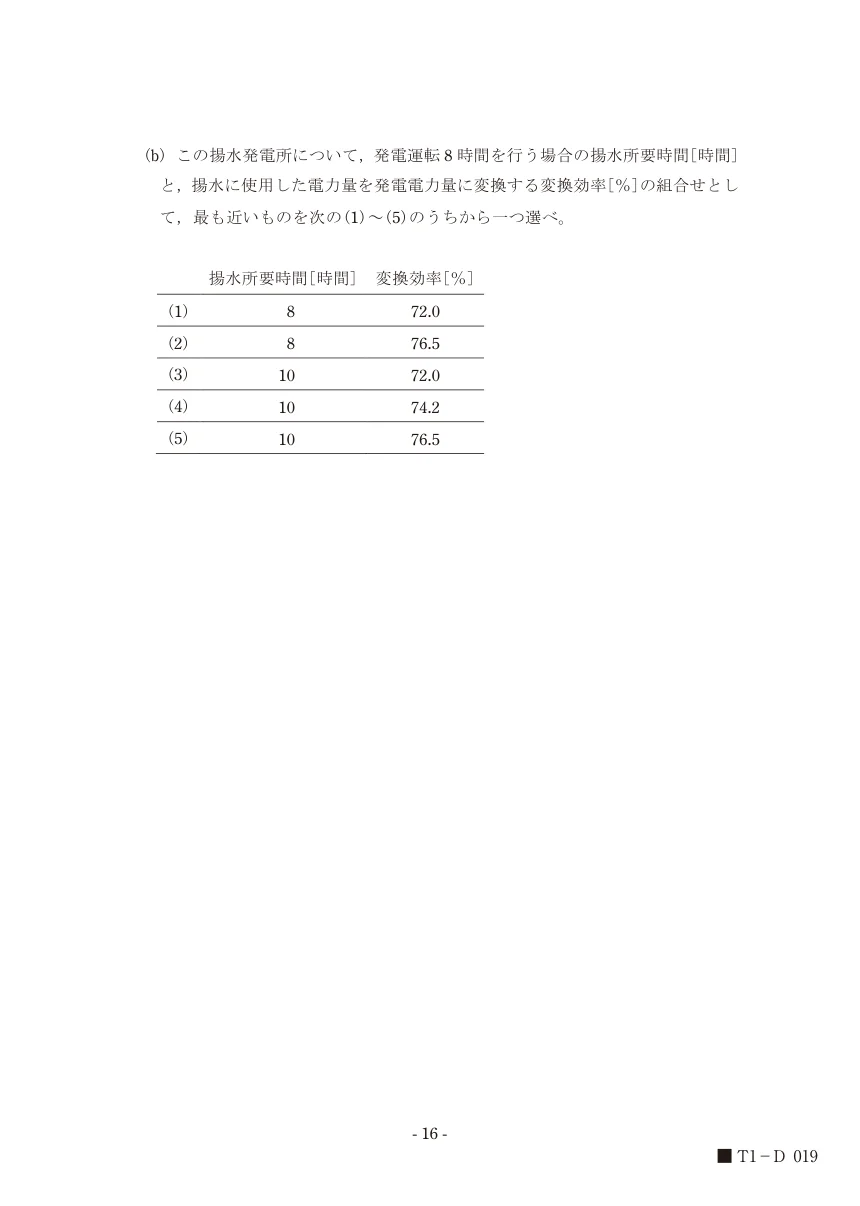 (b) この揚水発電所について，発電運転 8 時間を行う場合の揚水所要時間[時間]
と，揚水に使用した電力量を発電電力量に変換する変換効率[％]の組合せとし
て，最も近いものを次の(1)～(5)のうちから一つ選べ。
揚水所要時間[時間] 変換効率[％]
(1) 8 72.0
(2) 8 76.5
(3) 10 72.0
(4) 10 74.2
(5) 10 76.5
- 16 -
■ T1－D 019